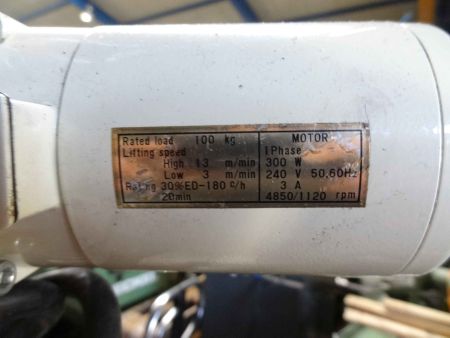 Rated load 100 kg
Lifting speed
High 13 m/min
Low 3 m/min
Rating 30%ED-180 c/h
20min
MOTOR
1Phase
300 W
240 V 50,60Hz
3 A
4850/1120 rpm